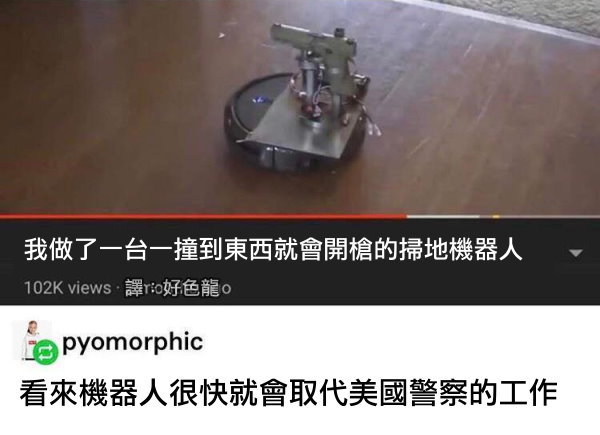 我做了一台一撞到東西就會開槍的掃地機器人
102K views · 譯：好色龍
pyomorphic
看來機器人很快就會取代美國警察的工作